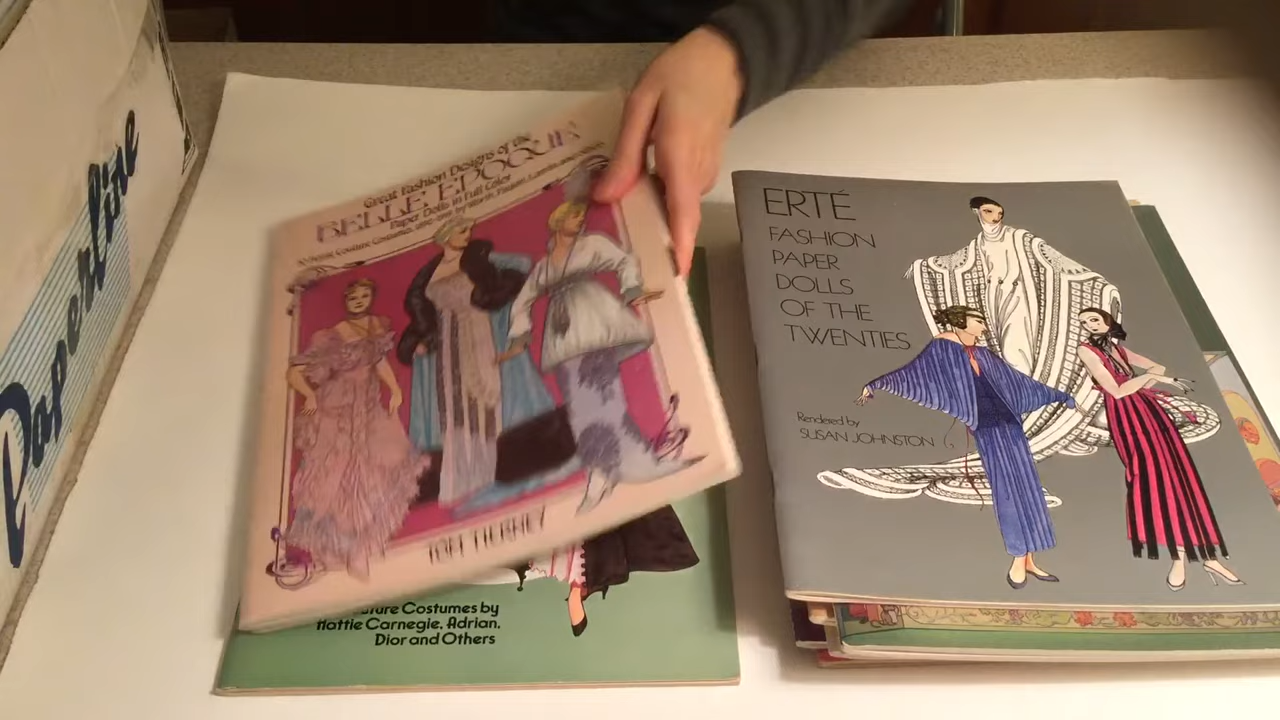 Paperline
Great Fashion Designs of the
BELLE EPOQUE
Paper Dolls in Full Color
TOM TIERNEY
Costumes by
Hattie Carnegie, Adrian,
Dior and Others
ERTÉ
FASHION
PAPER
DOLLS
OF THE
TWENTIES
Rendered by
SUSAN JOHNSTON